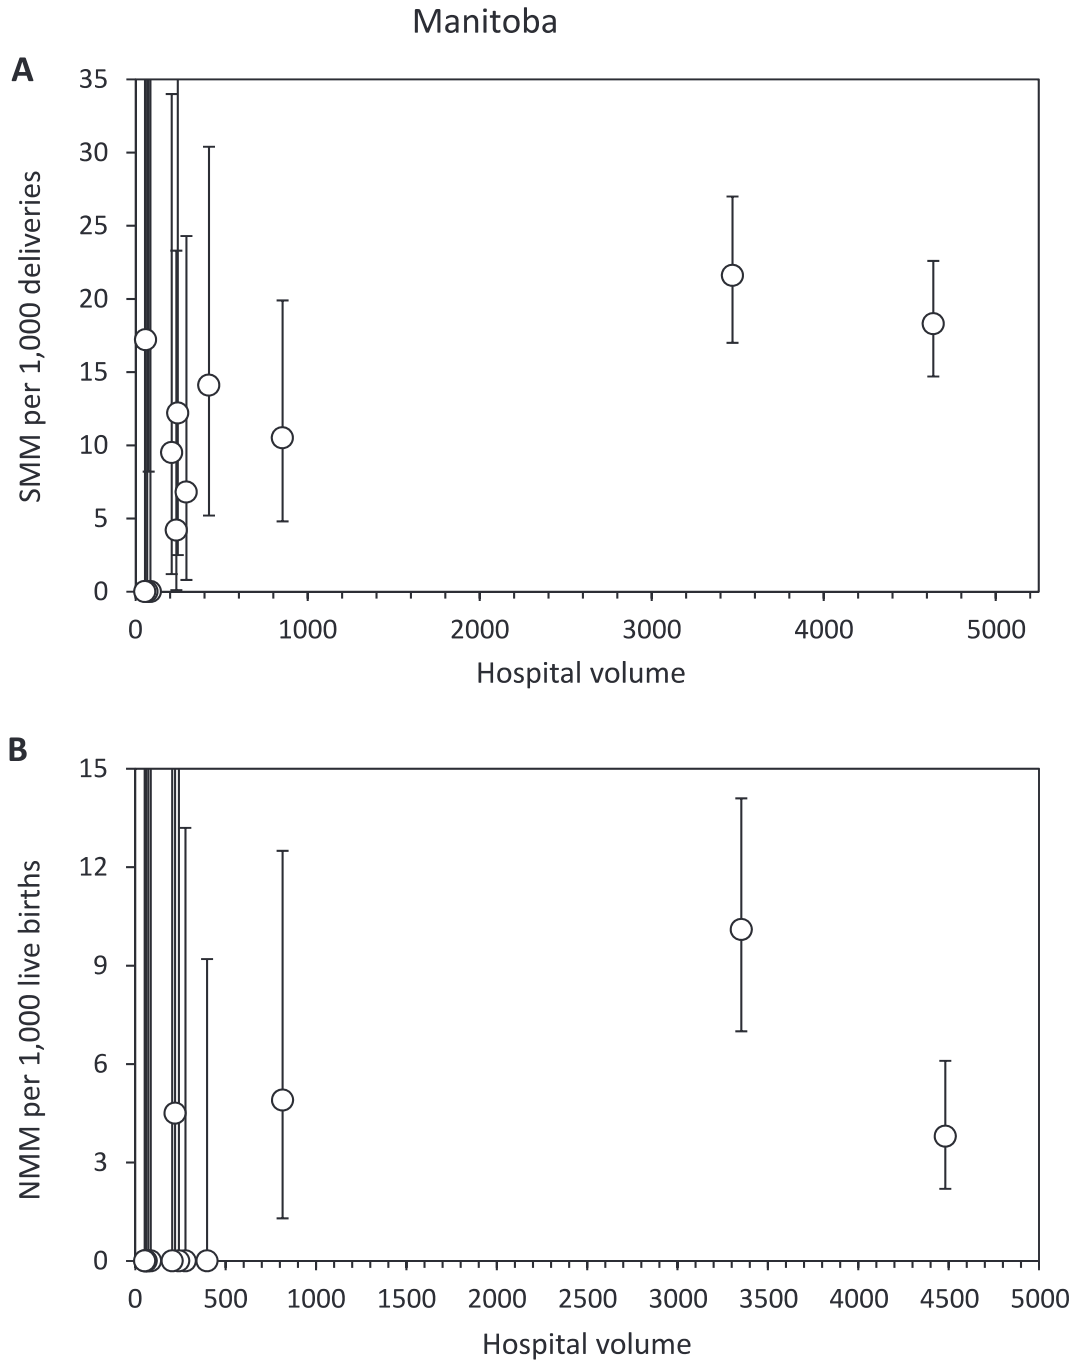 Manitoba
A
SMM per 1,000 deliveries
35
30
25
20
15
10
5
0
0 1000 2000 3000 4000 5000
Hospital volume
B
NMM per 1,000 live births
15
12
9
6
3
0
0 500 1000 1500 2000 2500 3000 3500 4000 4500 5000
Hospital volume